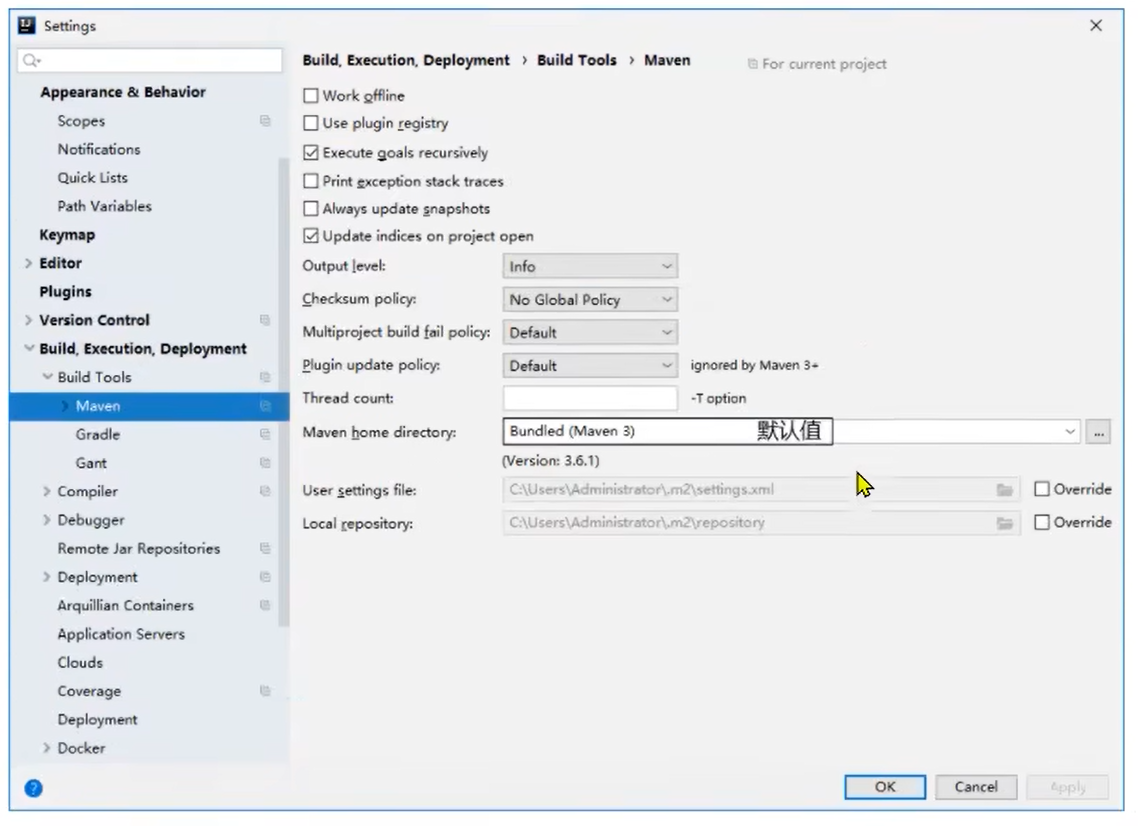 Settings
Appearance & Behavior
Scopes
Notifications
Quick Lists
Path Variables
Keymap
Editor
Plugins
Version Control
Build, Execution, Deployment
Build Tools
Maven
Gradle
Gant
Compiler
Debugger
Remote Jar Repositories
Deployment
Arquillian Containers
Application Servers
Clouds
Coverage
Deployment
Docker
Build, Execution, Deployment › Build Tools › Maven For current project
Work offline
Use plugin registry
Execute goals recursively
Print exception stack traces
Always update snapshots
Update indices on project open
Output level: Info
Checksum policy: No Global Policy
Multiproject build fail policy: Default
Plugin update policy: Default ignored by Maven 3+
Thread count: -T option
Maven home directory: Bundled (Maven 3) 默认值 ...
(Version: 3.6.1)
User settings file: C:\Users\Administrator\.m2\settings.xml Override
Local repository: C:\Users\Administrator\.m2\repository Override
? OK Cancel Apply